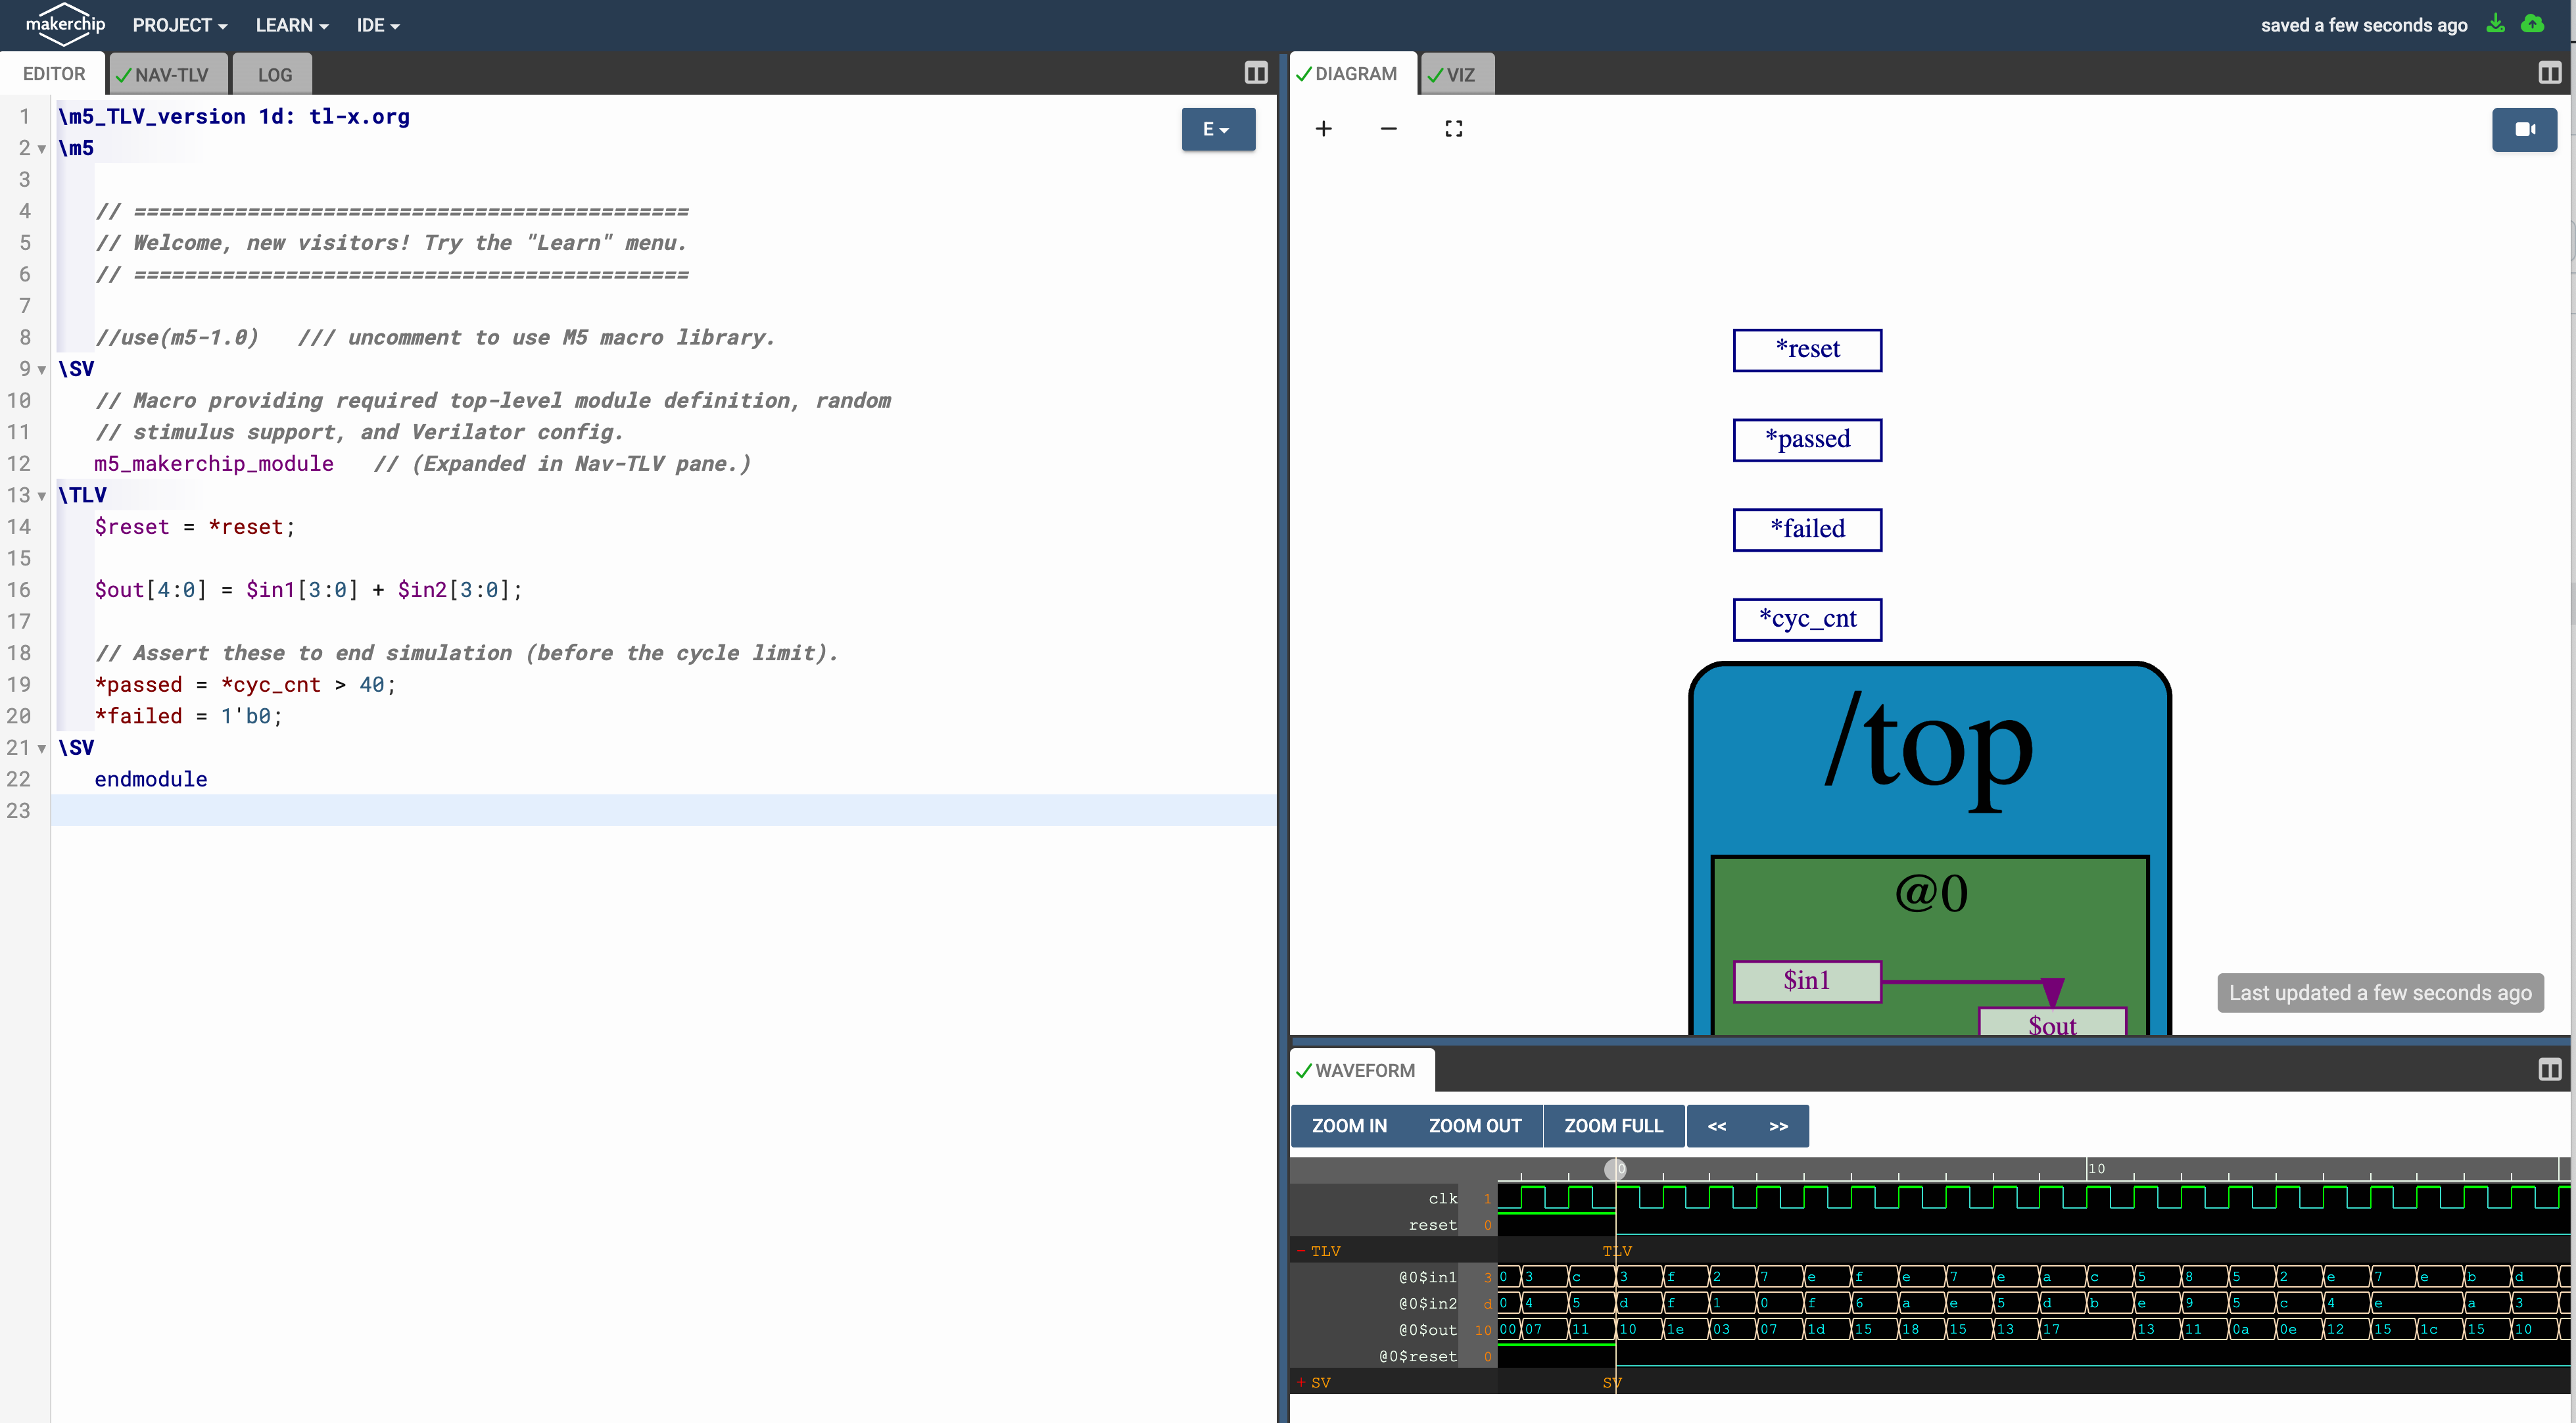 makerchip PROJECT LEARN IDE saved a few seconds ago
EDITOR NAV-TLV LOG
1 \m5_TLV_version 1d: tl-x.org
2 \m5
3
4 // ============================================
5 // Welcome, new visitors! Try the "Learn" menu.
6 // ============================================
7
8 //use(m5-1.0) /// uncomment to use M5 macro library.
9 \SV
10 // Macro providing required top-level module definition, random
11 // stimulus support, and Verilator config.
12 m5_makerchip_module // (Expanded in Nav-TLV pane.)
13 \TLV
14 $reset = *reset;
15
16 $out[4:0] = $in1[3:0] + $in2[3:0];
17
18 // Assert these to end simulation (before the cycle limit).
19 *passed = *cyc_cnt > 40;
20 *failed = 1'b0;
21 \SV
22 endmodule
23
E
DIAGRAM VIZ
+ −
*reset
*passed
*failed
*cyc_cnt
/top
@0
$in1
$out
Last updated a few seconds ago
WAVEFORM
ZOOM IN ZOOM OUT ZOOM FULL << >>
0 10
clk 1
reset 0
- TLV TLV
@0$in1 3 0 3 c 3 f 2 7 e f e 7 e a c 5 8 5 2 e 7 e b d
@0$in2 d 0 4 5 d f 1 0 f 6 a e 5 d b e 9 5 c 4 e a 3
@0$out 10 00 07 11 10 1e 03 07 1d 15 18 15 13 17 13 11 0a 0e 12 15 1c 15 10
@0$reset 0
+ SV SV